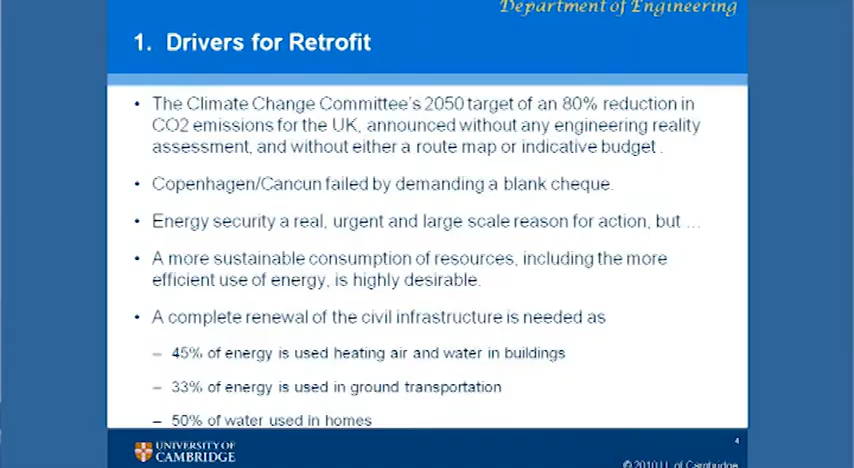 Department of Engineering
1. Drivers for Retrofit
• The Climate Change Committee's 2050 target of an 80% reduction in
CO2 emissions for the UK, announced without any engineering reality
assessment, and without either a route map or indicative budget .
• Copenhagen/Cancun failed by demanding a blank cheque.
• Energy security a real, urgent and large scale reason for action, but …
• A more sustainable consumption of resources, including the more
efficient use of energy, is highly desirable.
• A complete renewal of the civil infrastructure is needed as
– 45% of energy is used heating air and water in buildings
– 33% of energy is used in ground transportation
– 50% of water used in homes
4
UNIVERSITY OF
CAMBRIDGE
© 2010 U. of Cambridge